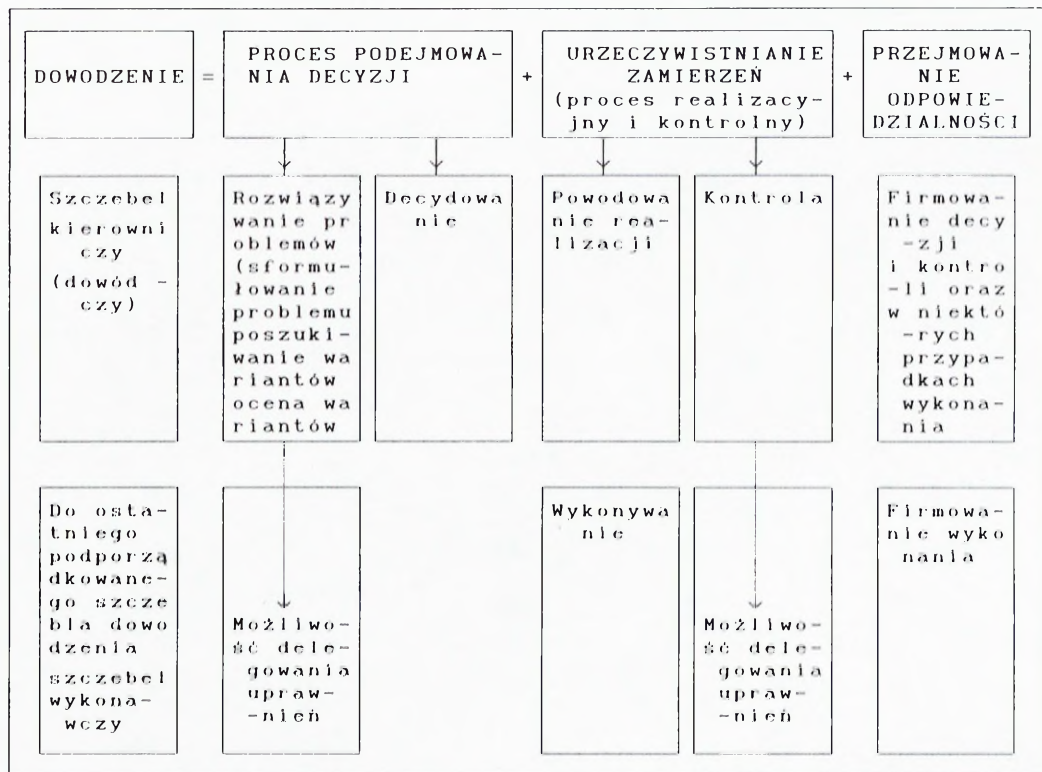 DOWODZENIE
=
PROCES PODEJMOWA-
NIA DECYZJI
+
URZECZYWISTNIANIE
ZAMIERZEŃ
(proces realizacy-
jny i kontrolny)
+
PRZEJMOWA-
NIE
ODPOWIE-
DZIALNOŚCI
Szczebel
kierowni
czy
(dowód -
czy)
Rozwiązy
wanie pr
oblemów
(sformu-
łowanie
problemu
poszuki-
wanie wa
riantów
ocena wa
riantów
Decydowa
nie
Powodowa
nie rea-
lizacji
Kontrola
Firmowa-
nie decy
-zji
i kontro
-li oraz
w niektó
-rych
przypa-
dkach
wykona-
nia
Do osta-
tniego
podporzą
dkowane-
go szcze
bla dowo
dzenia
szczebel
wykona-
wczy
Możliwo-
ść dele-
gowania
upraw-
-nień
Wykonywa
nie
Możliwo-
ść dele-
gowania
upraw-
-nień
Firmowa-
nie wyko
nania